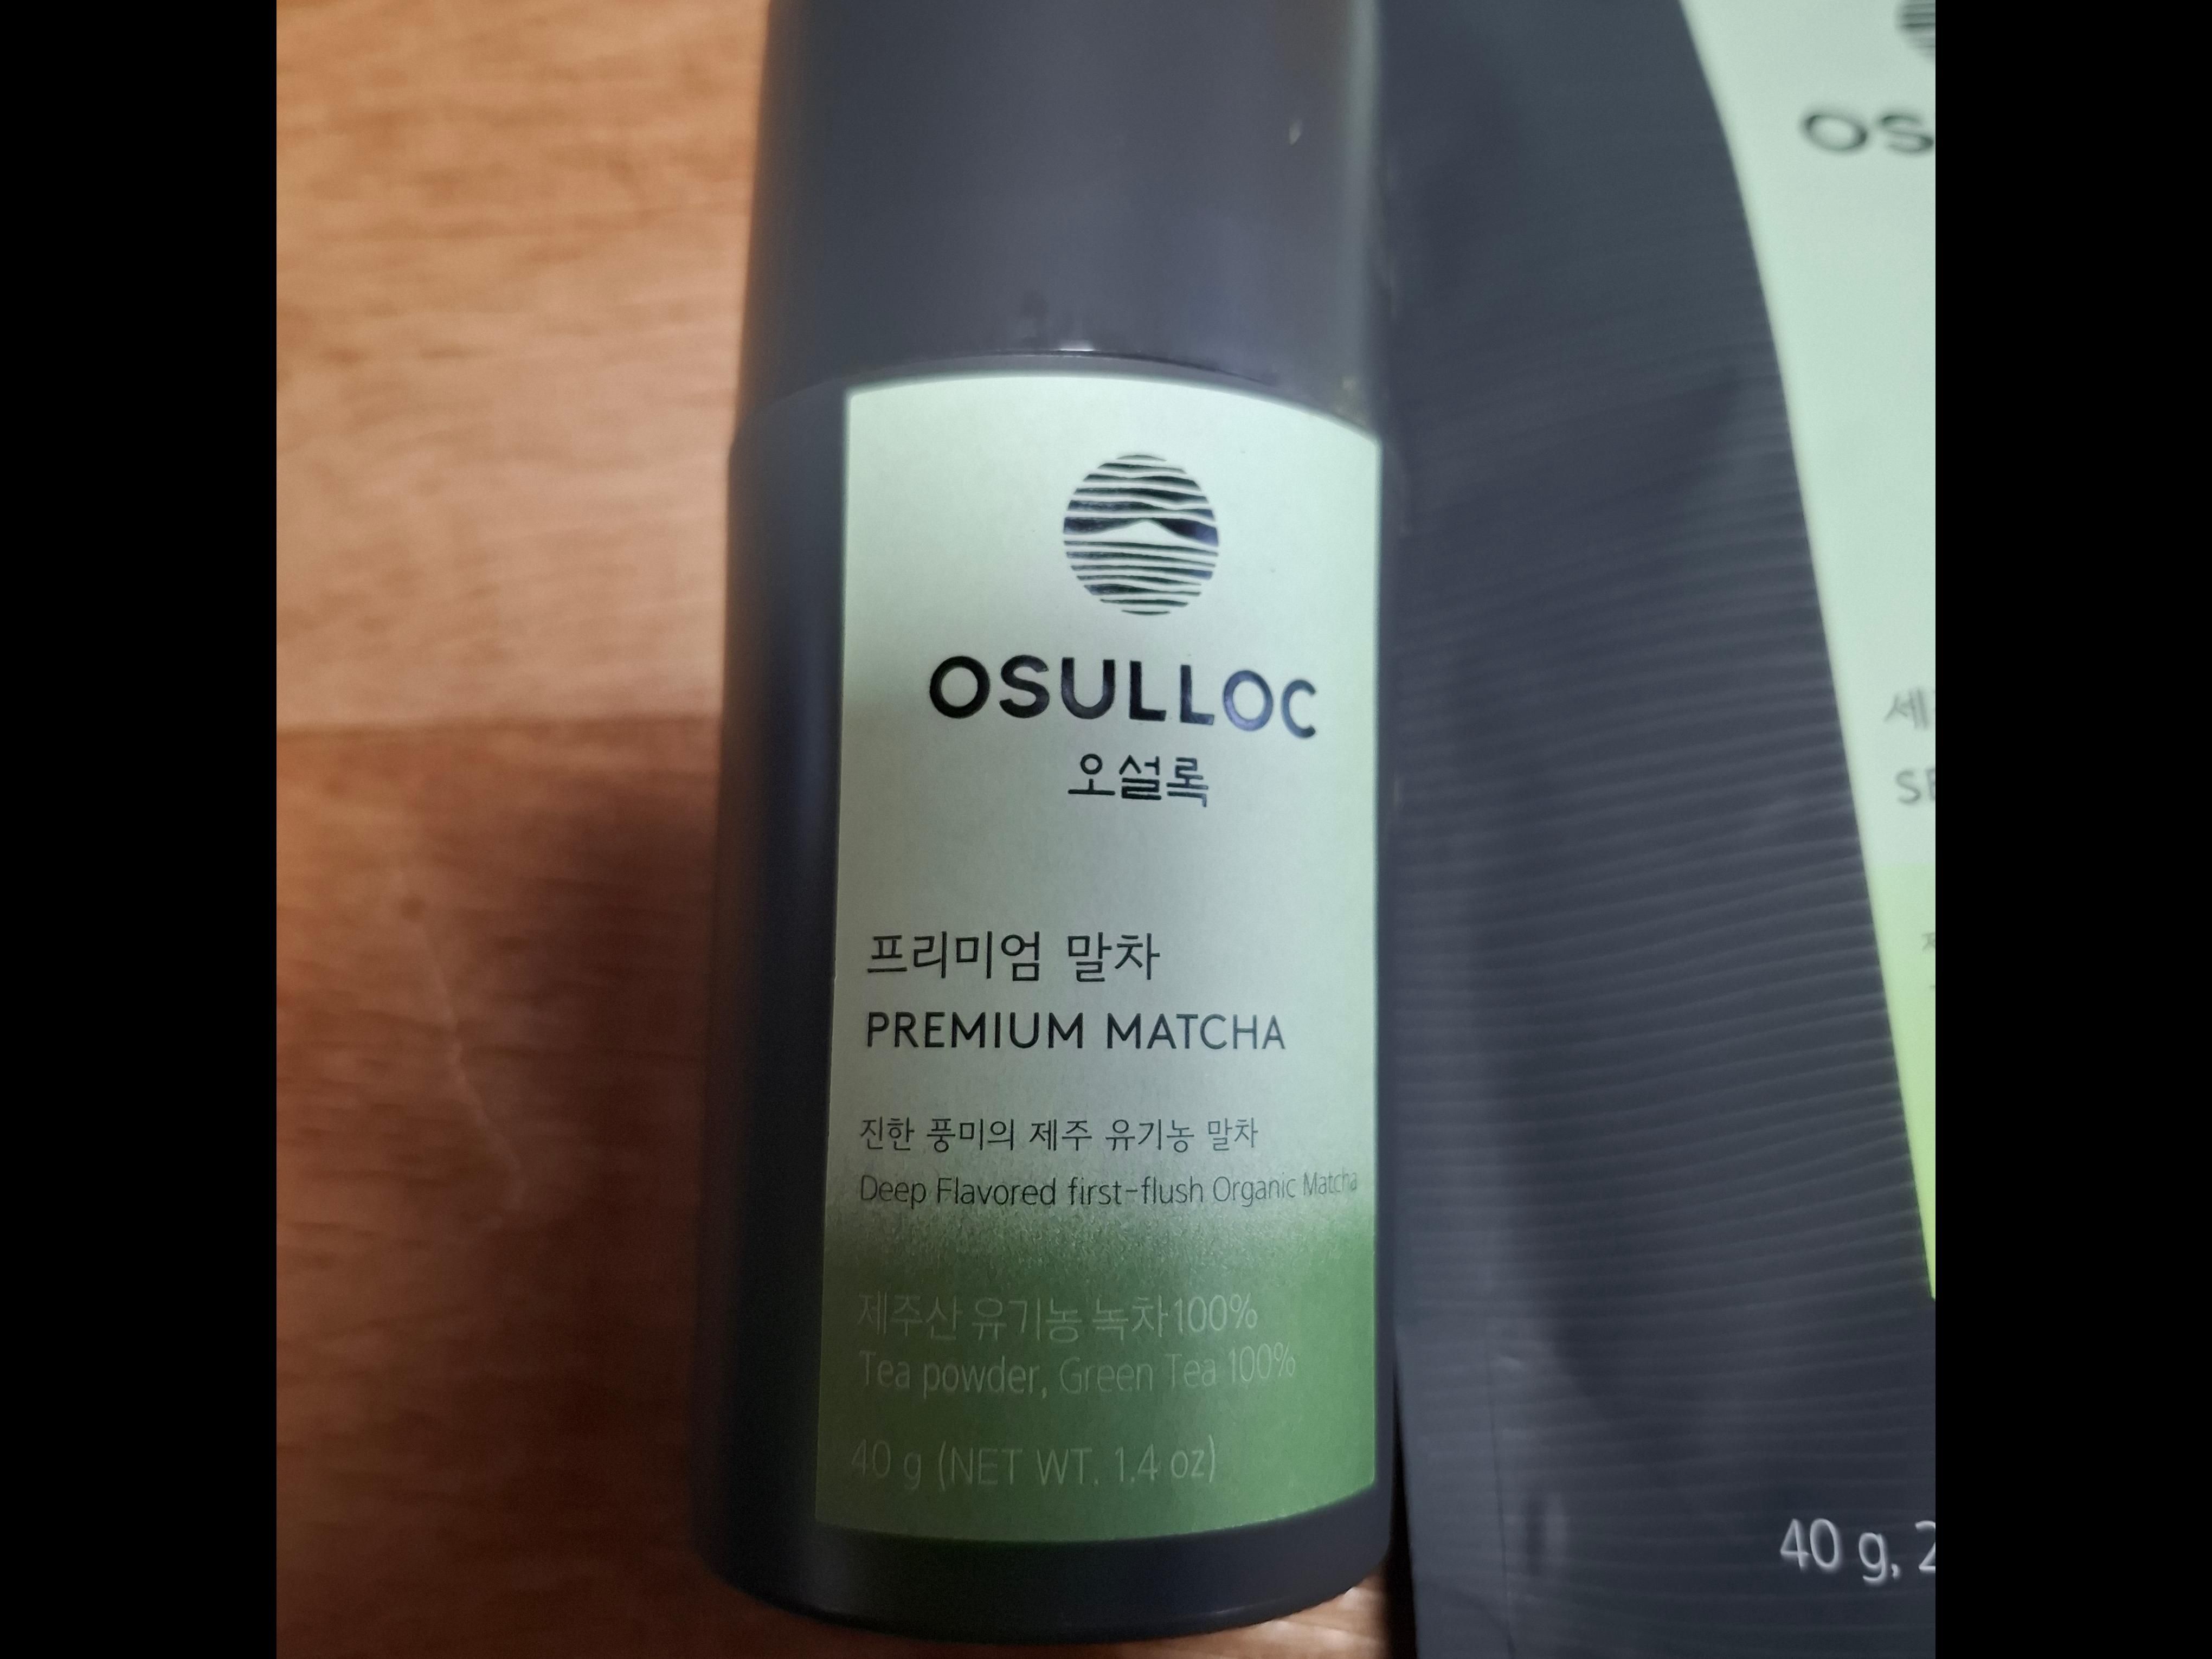 OSULLOC
오설록
프리미엄 말차
PREMIUM MATCHA
진한 풍미의 제주 유기농 말차
Deep Flavored first-flush Organic Matcha
제주산 유기농 녹차100%
Tea powder, Green Tea 100%
40 g (NET WT. 1.4 oz)
40 g,